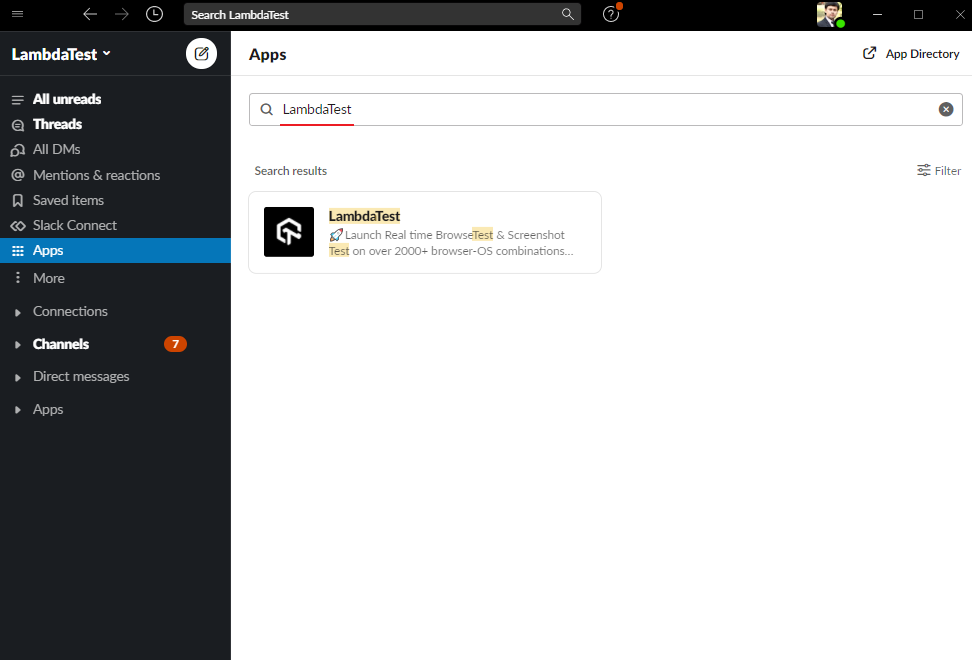 Search LambdaTest
LambdaTest
All unreads
Threads
All DMs
Mentions & reactions
Saved items
Slack Connect
Apps
More
Connections
Channels 7
Direct messages
Apps
Apps
App Directory
LambdaTest
Search results
Filter
LambdaTest
🚀Launch Real time BrowseTest & Screenshot
Test on over 2000+ browser-OS combinations...